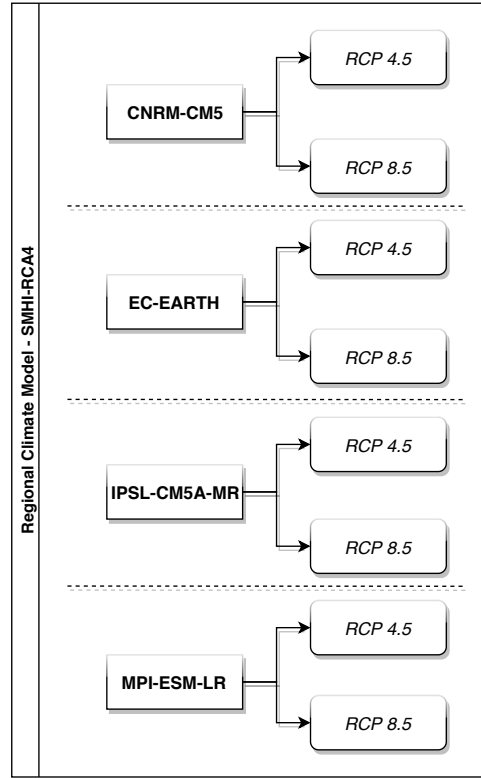 Regional Climate Model - SMHI-RCA4
CNRM-CM5
RCP 4.5
RCP 8.5
EC-EARTH
RCP 4.5
RCP 8.5
IPSL-CM5A-MR
RCP 4.5
RCP 8.5
MPI-ESM-LR
RCP 4.5
RCP 8.5